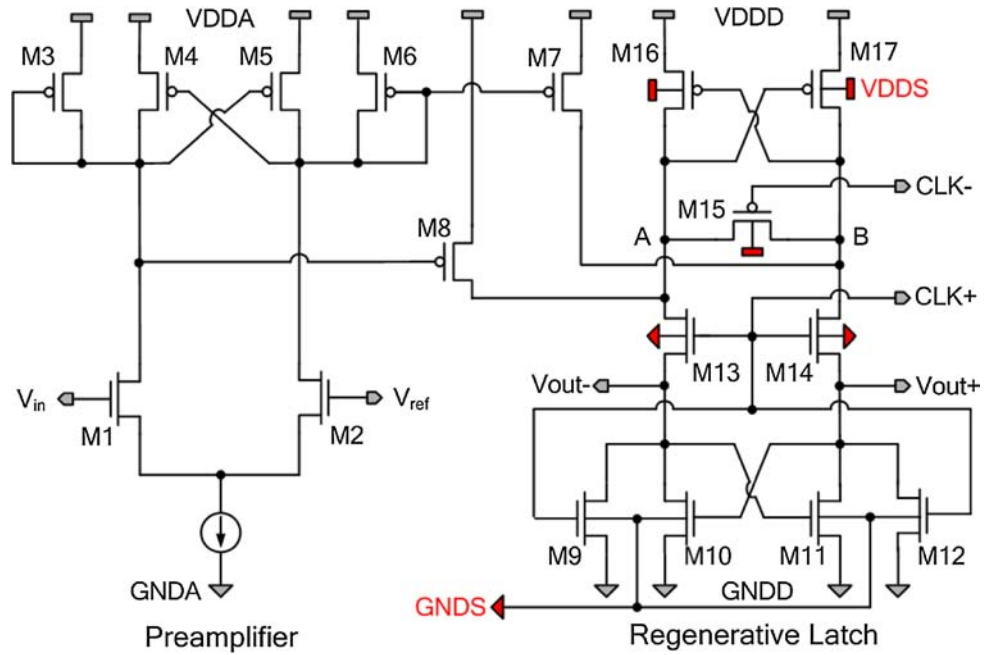 VDDA
VDDD
M3
M4
M5
M6
M7
M16
M17
VDDS
CLK-
M15
A
B
M8
CLK+
M13
M14
Vin
Vref
Vout-
Vout+
M1
M2
M9
M10
M11
M12
GNDA
GNDD
GNDS
Preamplifier
Regenerative Latch